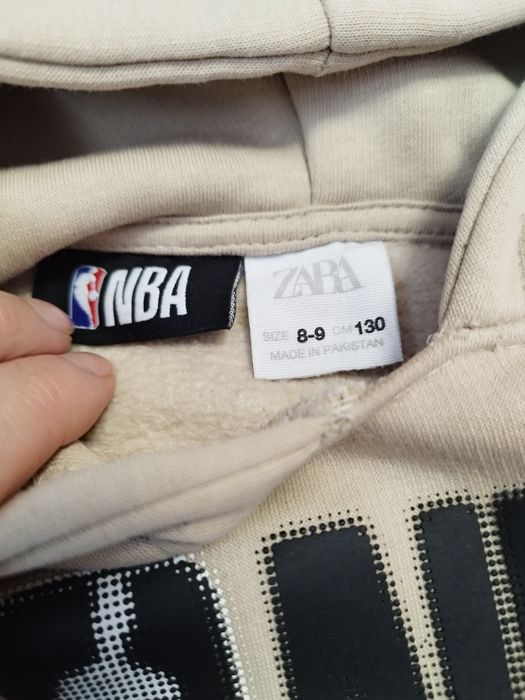 NBA
ZARA
SIZE 8-9 CM 130
MADE IN PAKISTAN